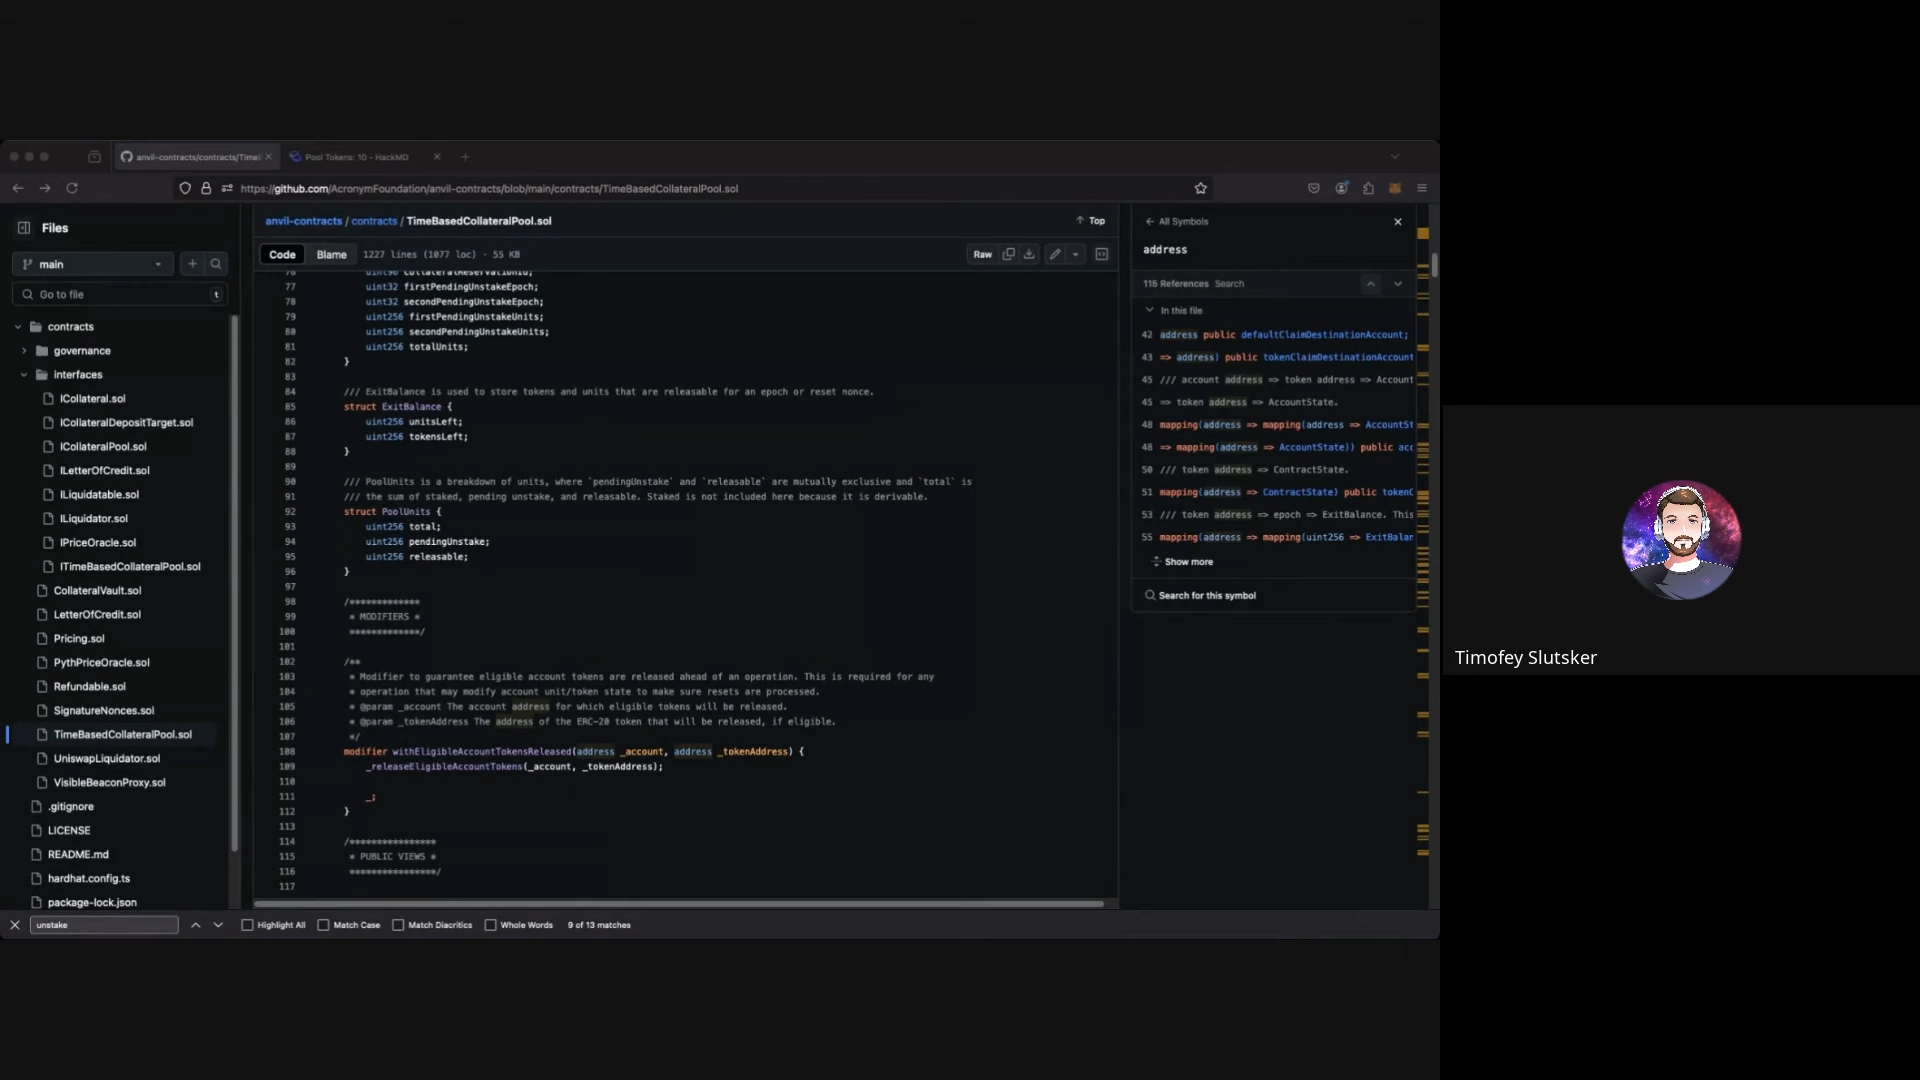 anvil-contracts/contracts/Time
Pool Tokens: 10 - HackMD
https://github.com/AcronymFoundation/anvil-contracts/blob/main/contracts/TimeBasedCollateralPool.sol
Files
main
Go to file
t
contracts
governance
interfaces
ICollateral.sol
ICollateralDepositTarget.sol
ICollateralPool.sol
ILetterOfCredit.sol
ILiquidatable.sol
ILiquidator.sol
IPriceOracle.sol
ITimeBasedCollateralPool.sol
CollateralVault.sol
LetterOfCredit.sol
Pricing.sol
PythPriceOracle.sol
Refundable.sol
SignatureNonces.sol
TimeBasedCollateralPool.sol
UniswapLiquidator.sol
VisibleBeaconProxy.sol
.gitignore
LICENSE
README.md
hardhat.config.ts
package-lock.json
anvil-contracts / contracts / TimeBasedCollateralPool.sol
Top
Code Blame 1227 lines (1077 loc) · 55 KB
Raw
76 uint96 collateralReservationId;
77 uint32 firstPendingUnstakeEpoch;
78 uint32 secondPendingUnstakeEpoch;
79 uint256 firstPendingUnstakeUnits;
80 uint256 secondPendingUnstakeUnits;
81 uint256 totalUnits;
82 }
83
84 /// ExitBalance is used to store tokens and units that are releasable for an epoch or reset nonce.
85 struct ExitBalance {
86 uint256 unitsLeft;
87 uint256 tokensLeft;
88 }
89
90 /// PoolUnits is a breakdown of units, where `pendingUnstake` and `releasable` are mutually exclusive and `total` is
91 /// the sum of staked, pending unstake, and releasable. Staked is not included here because it is derivable.
92 struct PoolUnits {
93 uint256 total;
94 uint256 pendingUnstake;
95 uint256 releasable;
96 }
97
98 /*************
99 * MODIFIERS *
100 *************/
101
102 /**
103 * Modifier to guarantee eligible account tokens are released ahead of an operation. This is required for any
104 * operation that may modify account unit/token state to make sure resets are processed.
105 * @param _account The account address for which eligible tokens will be released.
106 * @param _tokenAddress The address of the ERC-20 token that will be released, if eligible.
107 */
108 modifier withEligibleAccountTokensReleased(address _account, address _tokenAddress) {
109 _releaseEligibleAccountTokens(_account, _tokenAddress);
110
111 _;
112 }
113
114 /****************
115 * PUBLIC VIEWS *
116 ****************/
117
All Symbols
address
115 References Search
In this file
42 address public defaultClaimDestinationAccount;
43 => address) public tokenClaimDestinationAccount
45 /// account address => token address => Account
45 => token address => AccountState.
48 mapping(address => mapping(address => AccountSt
48 => mapping(address => AccountState)) public acc
50 /// token address => ContractState.
51 mapping(address => ContractState) public tokenC
53 /// token address => epoch => ExitBalance. This
55 mapping(address => mapping(uint256 => ExitBalan
Show more
Search for this symbol
unstake
Highlight All
Match Case
Match Diacritics
Whole Words
9 of 13 matches
Timofey Slutsker